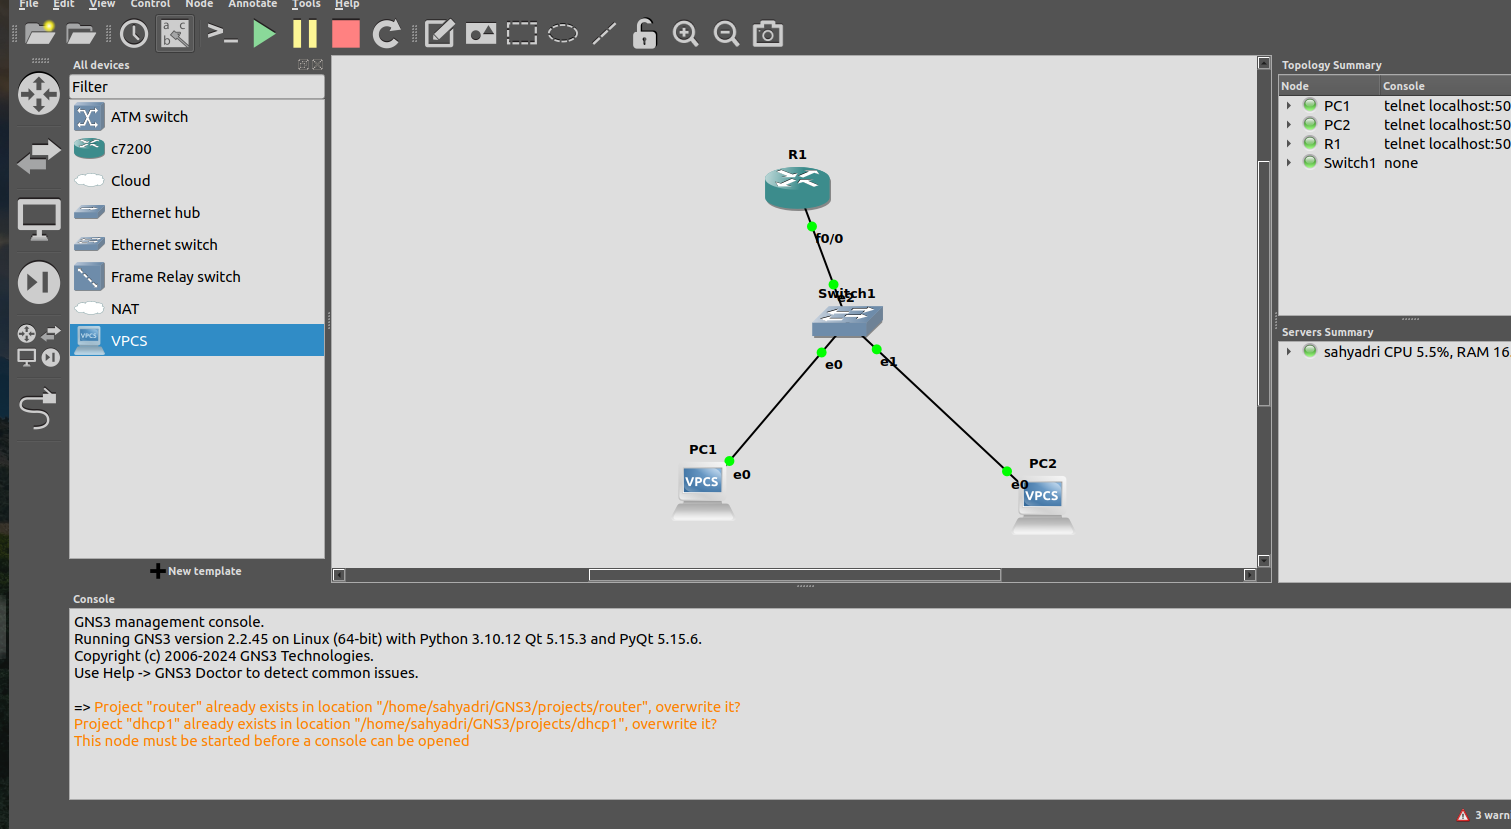 File Edit View Control Node Annotate Tools Help
All devices
Filter
ATM switch
c7200
Cloud
Ethernet hub
Ethernet switch
Frame Relay switch
NAT
VPCS
New template
R1
f0/0
Switch1
e2
e0
e1
PC1
e0
VPCS
PC2
e0
VPCS
Topology Summary
Node Console
PC1 telnet localhost:50
PC2 telnet localhost:50
R1 telnet localhost:50
Switch1 none
Servers Summary
sahyadri CPU 5.5%, RAM 16
Console
GNS3 management console.
Running GNS3 version 2.2.45 on Linux (64-bit) with Python 3.10.12 Qt 5.15.3 and PyQt 5.15.6.
Copyright (c) 2006-2024 GNS3 Technologies.
Use Help -> GNS3 Doctor to detect common issues.
=> Project "router" already exists in location "/home/sahyadri/GNS3/projects/router", overwrite it?
Project "dhcp1" already exists in location "/home/sahyadri/GNS3/projects/dhcp1", overwrite it?
This node must be started before a console can be opened
3 warn